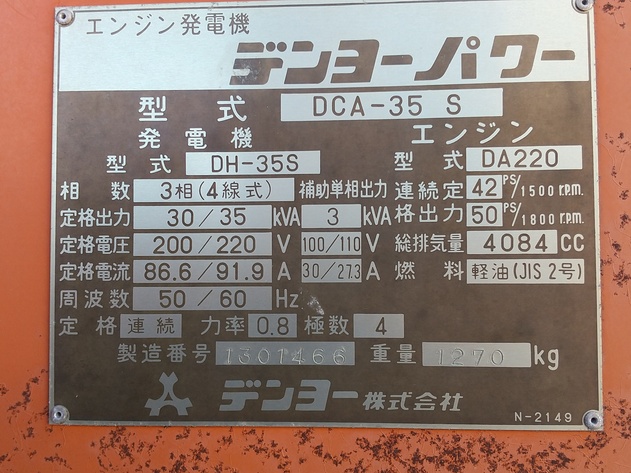 エンジン発電機
デンヨーパワー
型式 DCA-35 S
発電機 エンジン
型式 DH-35S 型式 DA220
相数 3相(4線式) 補助単相出力 連続定 42 PS/1500 r.p.m.
定格出力 30/35 kVA 3 kVA 格出力 50 PS/1800 r.p.m.
定格電圧 200/220 V 100/110 V 総排気量 4084 CC
定格電流 86.6/91.9 A 30/27.3 A 燃料 軽油(JIS 2号)
周波数 50/60 Hz
定格 連続 力率 0.8 極数 4
製造番号 1301466 重量 1270 kg
デンヨー株式会社
N-2149